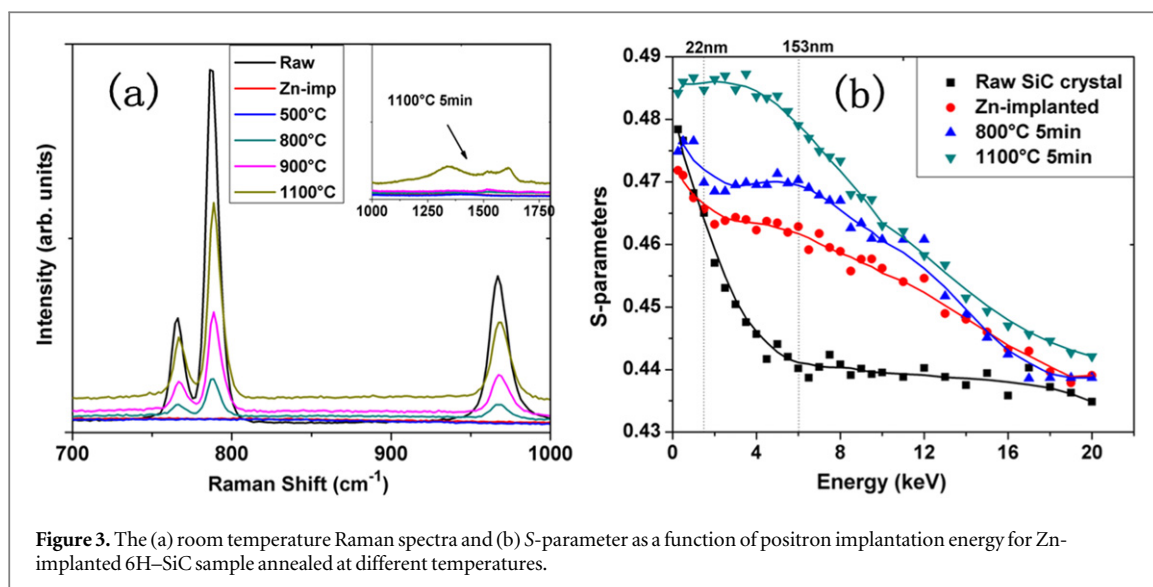 (a)
Raw
Zn-imp
500°C
800°C
900°C
1100°C
1100°C 5min
1000 1250 1500 1750
Intensity (arb. units)
700 800 900 1000
Raman Shift (cm⁻¹)
22nm 153nm
(b)
Raw SiC crystal
Zn-implanted
800°C 5min
1100°C 5min
0.49
0.48
0.47
0.46
0.45
0.44
0.43
S-parameters
0 4 8 12 16 20
Energy (keV)
Figure 3. The (a) room temperature Raman spectra and (b) S-parameter as a function of positron implantation energy for Zn-
implanted 6H–SiC sample annealed at different temperatures.